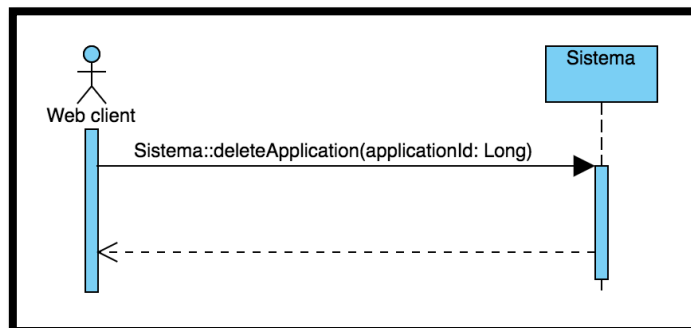 Sistema
Web client
Sistema::deleteApplication(applicationId: Long)